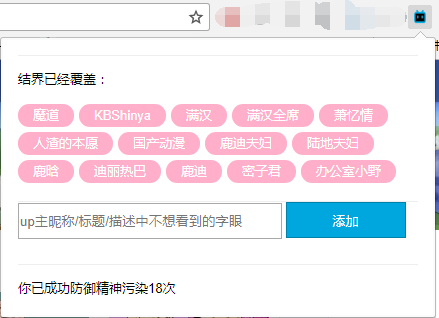 结界已经覆盖：
魔道 KBShinya 满汉 满汉全席 萧忆情
人渣的本愿 国产动漫 鹿迪夫妇 陆地夫妇
鹿晗 迪丽热巴 鹿迪 密子君 办公室小野
up主昵称/标题/描述中不想看到的字眼 添加
你已成功防御精神污染18次